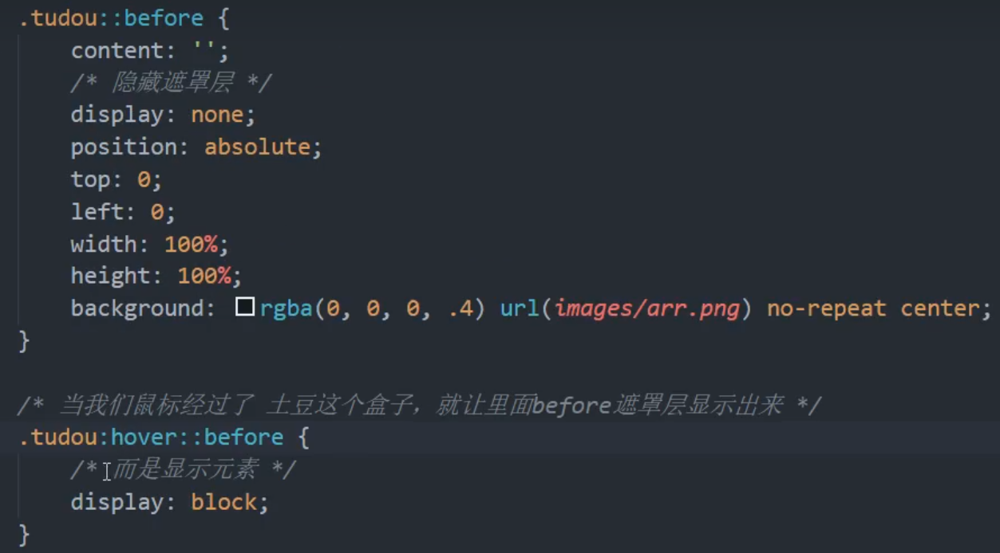 .tudou::before {
content: '';
/* 隐藏遮罩层 */
display: none;
position: absolute;
top: 0;
left: 0;
width: 100%;
height: 100%;
background: rgba(0, 0, 0, .4) url(images/arr.png) no-repeat center;
}
/* 当我们鼠标经过了 土豆这个盒子，就让里面before遮罩层显示出来 */
.tudou:hover::before {
/* 而是显示元素 */
display: block;
}